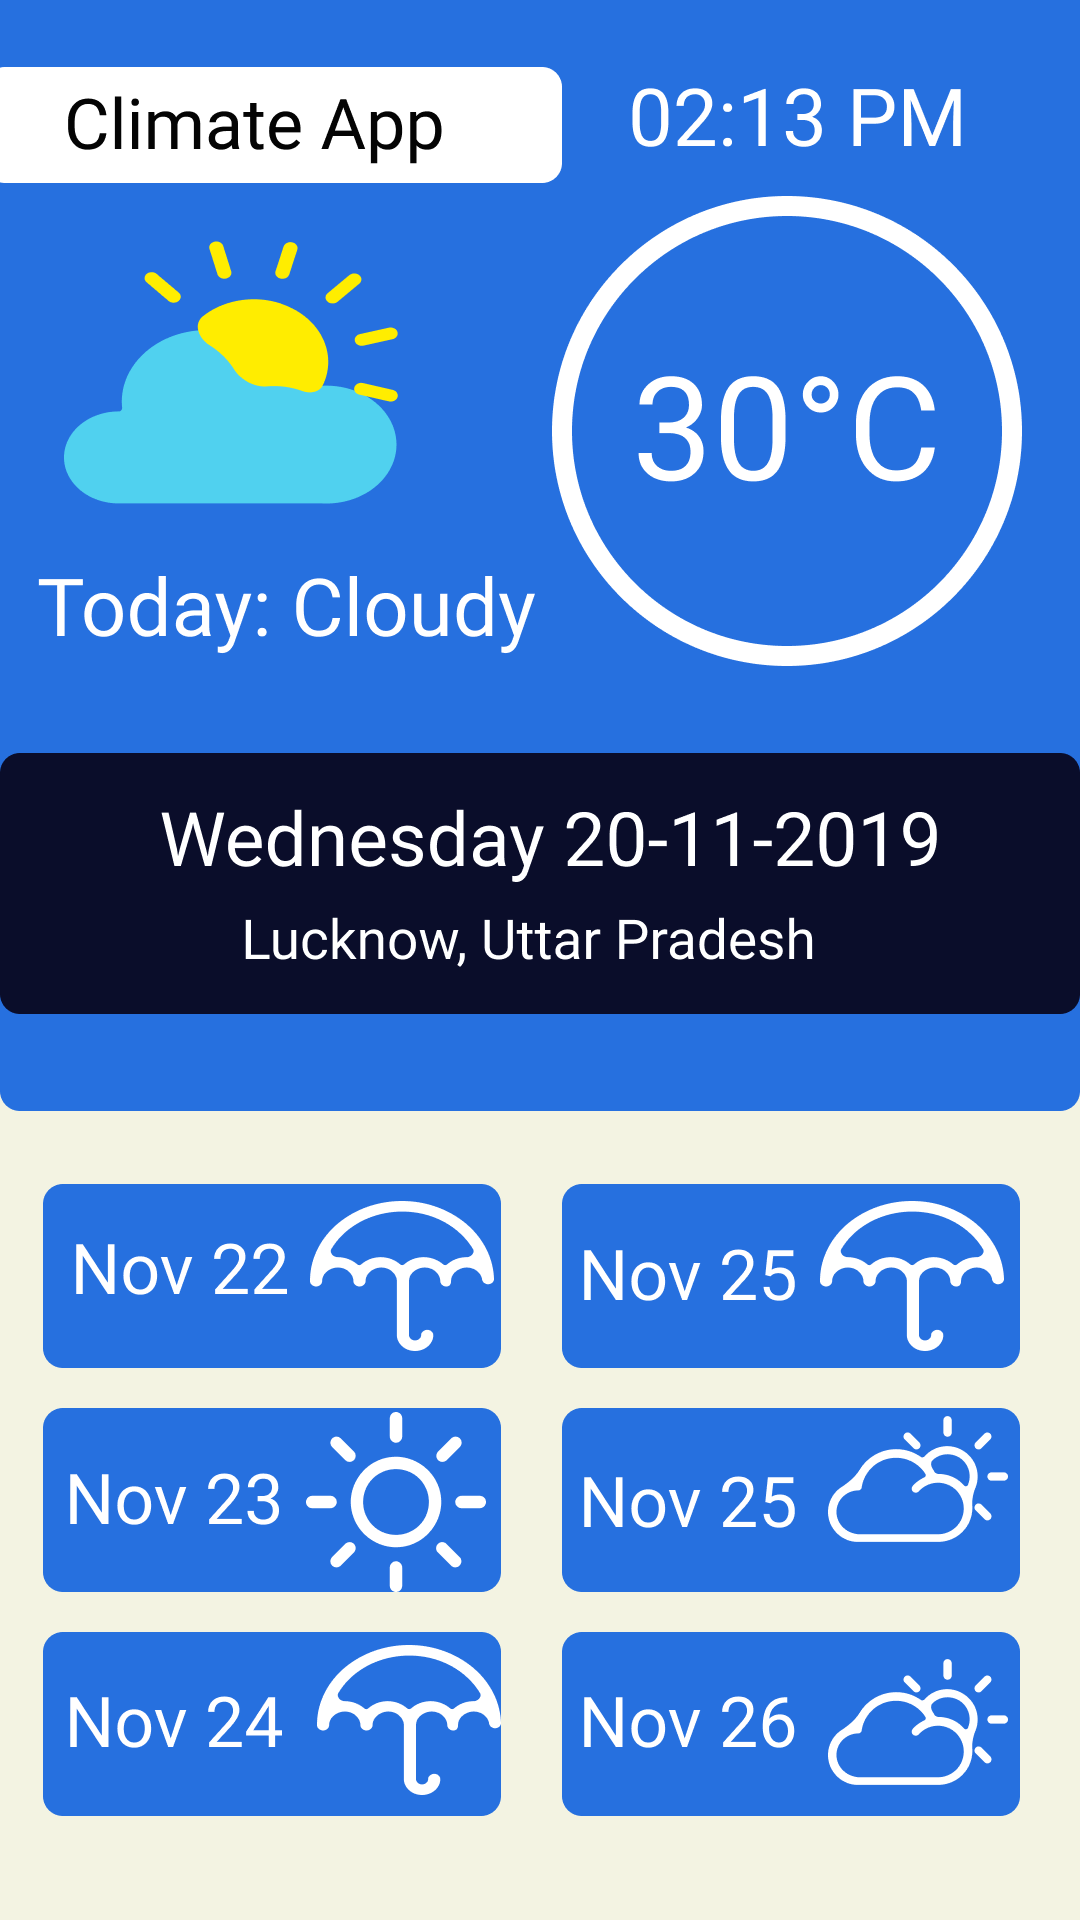 Climate App
02:13 PM
30°C
Today: Cloudy
Wednesday 20-11-2019
Lucknow, Uttar Pradesh
Nov 22
Nov 25
Nov 23
Nov 25
Nov 24
Nov 26